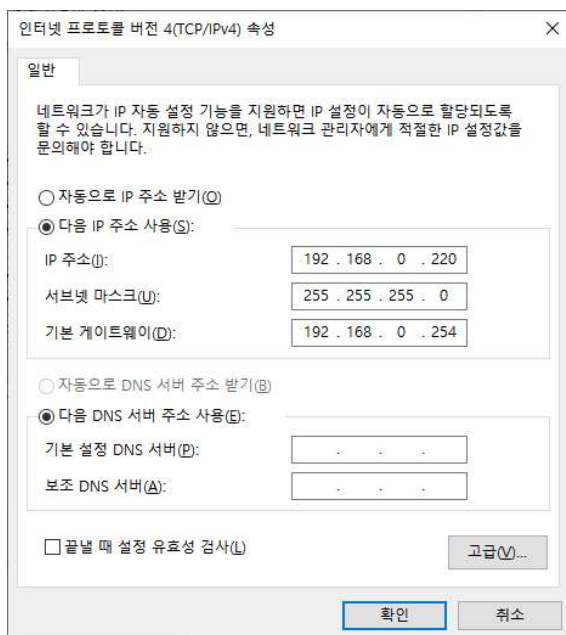 인터넷 프로토콜 버전 4(TCP/IPv4) 속성
일반
네트워크가 IP 자동 설정 기능을 지원하면 IP 설정이 자동으로 할당되도록
할 수 있습니다. 지원하지 않으면, 네트워크 관리자에게 적절한 IP 설정값을
문의해야 합니다.
자동으로 IP 주소 받기(O)
다음 IP 주소 사용(S):
IP 주소(I): 192 . 168 . 0 . 220
서브넷 마스크(U): 255 . 255 . 255 . 0
기본 게이트웨이(D): 192 . 168 . 0 . 254
자동으로 DNS 서버 주소 받기(B)
다음 DNS 서버 주소 사용(E):
기본 설정 DNS 서버(P): . . .
보조 DNS 서버(A): . . .
끝낼 때 설정 유효성 검사(L)
고급(V)...
확인 취소